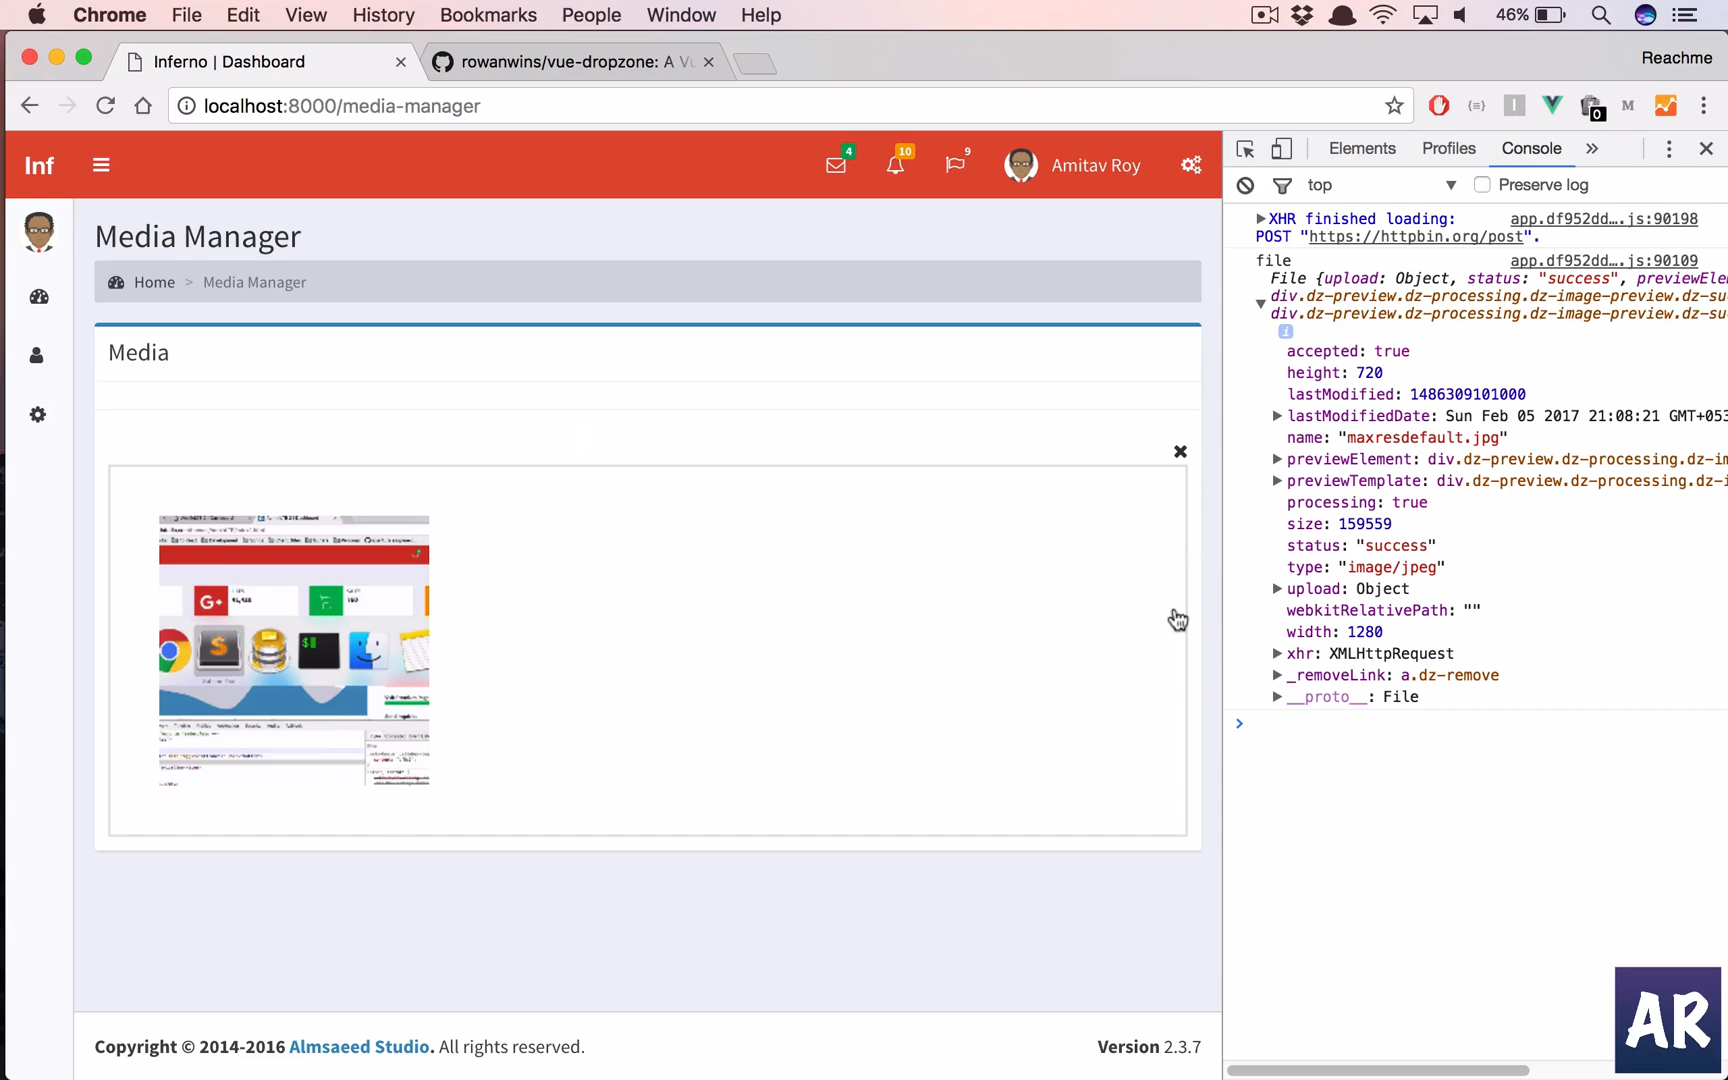 Chrome File Edit View History Bookmarks People Window Help 46%
Inferno | Dashboard
rowanwins/vue-dropzone: A Vu
Reachme
localhost:8000/media-manager
0
M
Inf
4
10
9
Amitav Roy
Media Manager
Home > Media Manager
Media
G+
Copyright © 2014-2016 Almsaeed Studio. All rights reserved.
Version 2.3.7
Elements Profiles Console »
top
Preserve log
XHR finished loading: app.df952dd….js:90198
POST "https://httpbin.org/post".
file app.df952dd….js:90109
File {upload: Object, status: "success", previewEle
div.dz-preview.dz-processing.dz-image-preview.dz-su
div.dz-preview.dz-processing.dz-image-preview.dz-su
i
accepted: true
height: 720
lastModified: 1486309101000
lastModifiedDate: Sun Feb 05 2017 21:08:21 GMT+053
name: "maxresdefault.jpg"
previewElement: div.dz-preview.dz-processing.dz-im
previewTemplate: div.dz-preview.dz-processing.dz-i
processing: true
size: 159559
status: "success"
type: "image/jpeg"
upload: Object
webkitRelativePath: ""
width: 1280
xhr: XMLHttpRequest
_removeLink: a.dz-remove
__proto__: File
>
AR